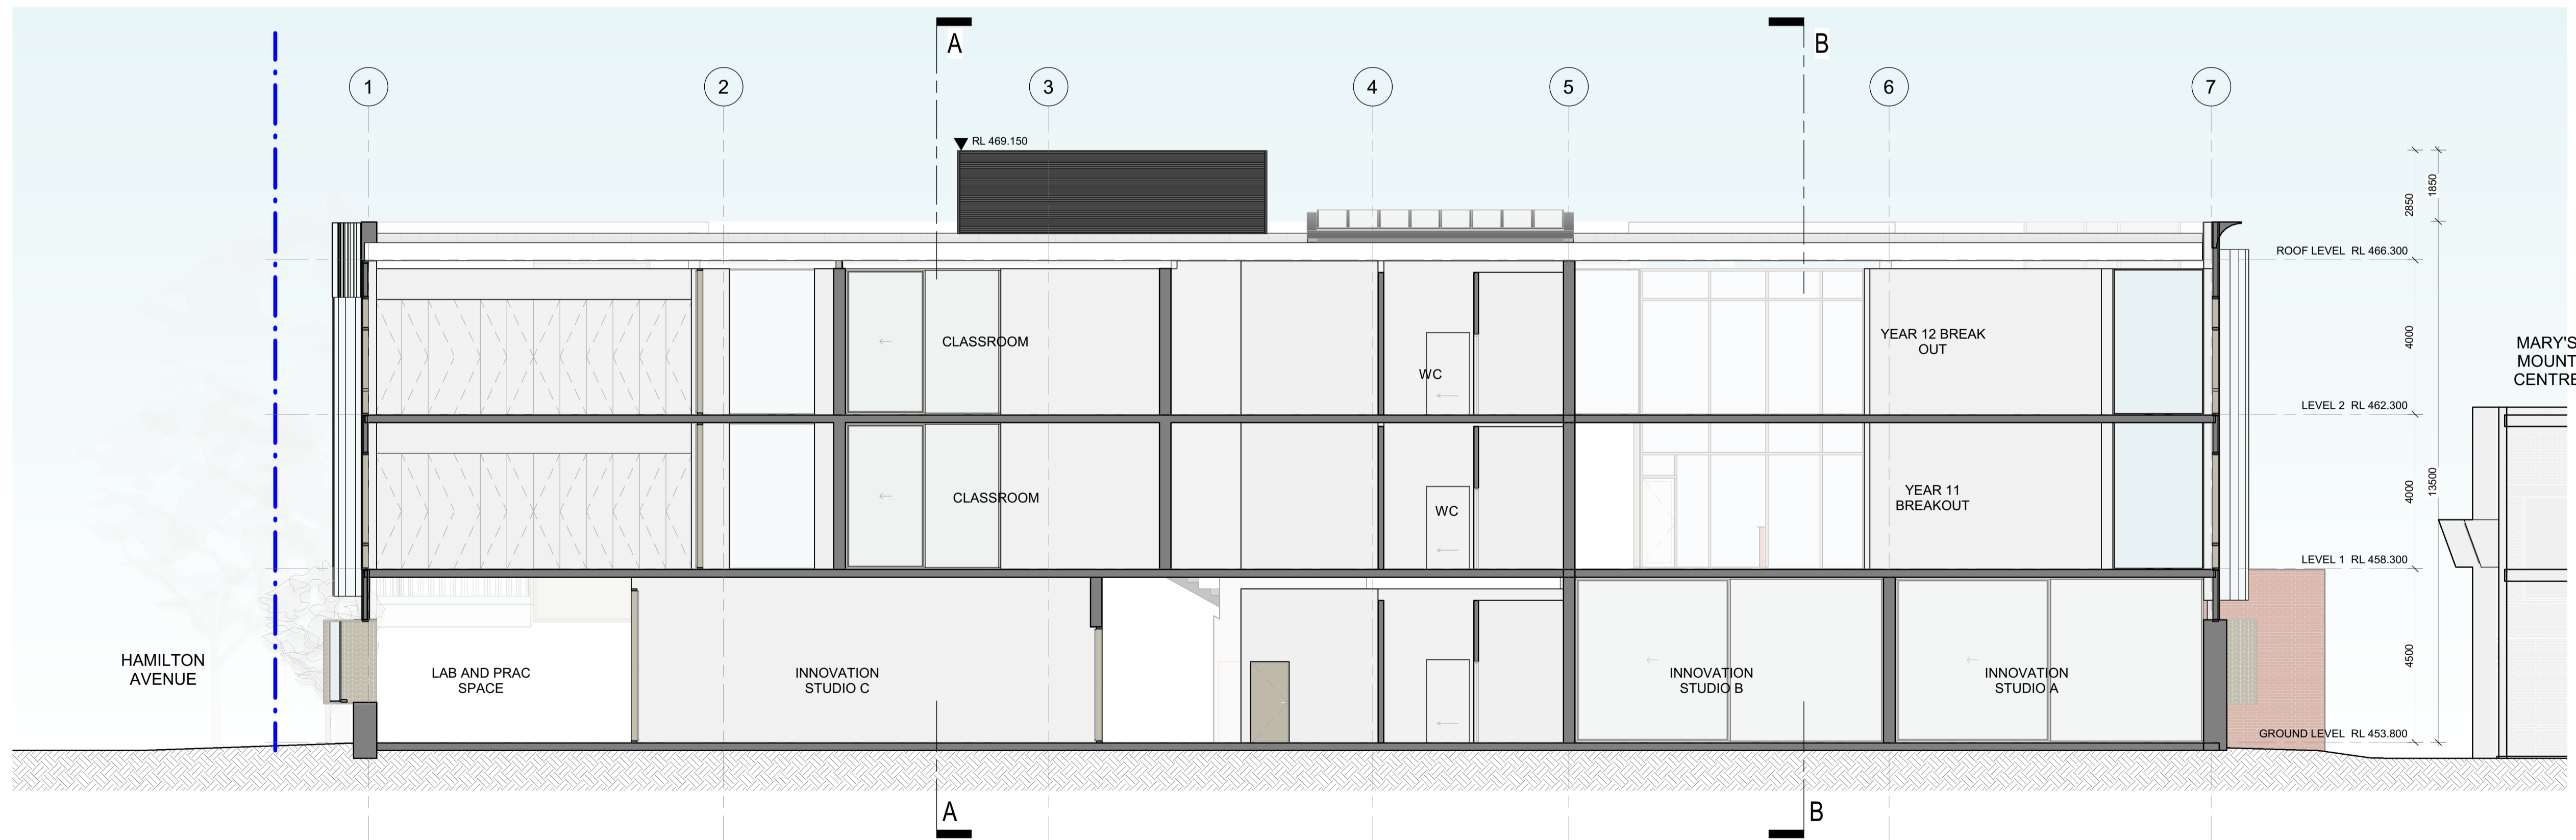 A
B
1
2
3
4
5
6
7
RL 469.150
1850
2850
ROOF LEVEL RL 466.300
CLASSROOM
WC
YEAR 12 BREAK
OUT
4000
MARY'S
MOUNT
CENTRE
LEVEL 2 RL 462.300
CLASSROOM
WC
YEAR 11
BREAKOUT
4000
13500
LEVEL 1 RL 458.300
HAMILTON
AVENUE
LAB AND PRAC
SPACE
INNOVATION
STUDIO C
INNOVATION
STUDIO B
INNOVATION
STUDIO A
4500
GROUND LEVEL RL 453.800
A
B